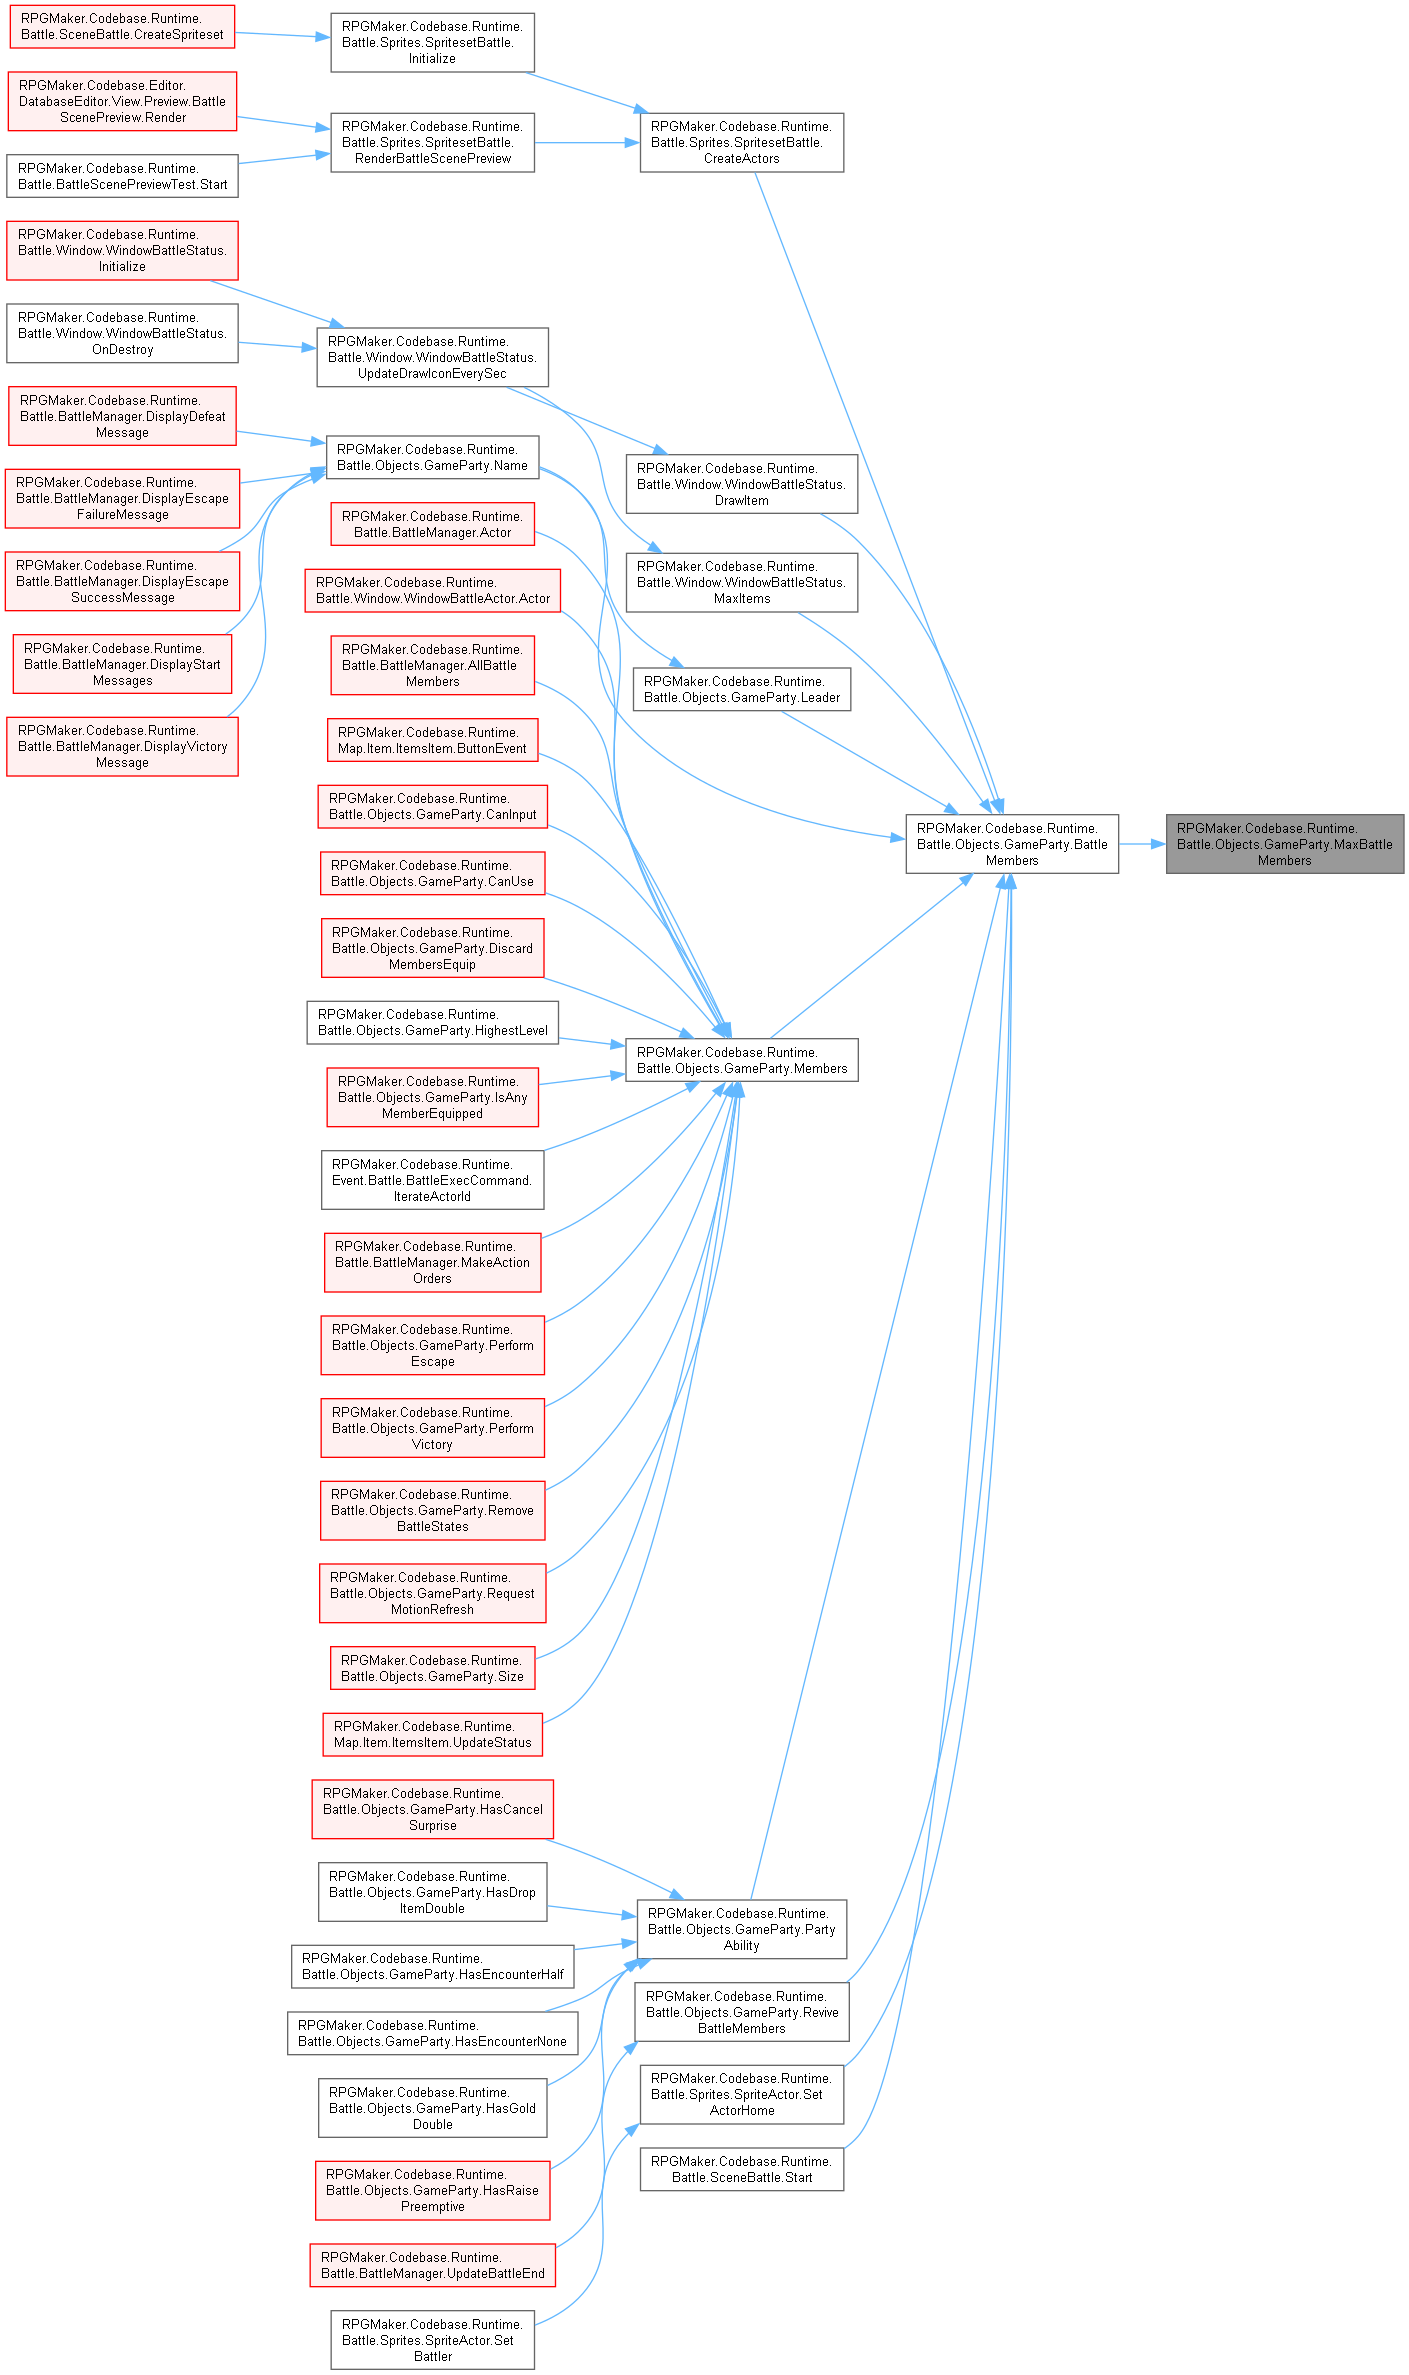 RPGMaker.Codebase.Runtime.
Battle.SceneBattle.CreateSpriteset
RPGMaker.Codebase.Editor.
DatabaseEditor.View.Preview.Battle
ScenePreview.Render
RPGMaker.Codebase.Runtime.
Battle.BattleScenePreviewTest.Start
RPGMaker.Codebase.Runtime.
Battle.Window.WindowBattleStatus.
Initialize
RPGMaker.Codebase.Runtime.
Battle.Window.WindowBattleStatus.
OnDestroy
RPGMaker.Codebase.Runtime.
Battle.BattleManager.DisplayDefeat
Message
RPGMaker.Codebase.Runtime.
Battle.BattleManager.DisplayEscape
FailureMessage
RPGMaker.Codebase.Runtime.
Battle.BattleManager.DisplayEscape
SuccessMessage
RPGMaker.Codebase.Runtime.
Battle.BattleManager.DisplayStart
Messages
RPGMaker.Codebase.Runtime.
Battle.BattleManager.DisplayVictory
Message
RPGMaker.Codebase.Runtime.
Battle.Sprites.SpritesetBattle.
Initialize
RPGMaker.Codebase.Runtime.
Battle.Sprites.SpritesetBattle.
RenderBattleScenePreview
RPGMaker.Codebase.Runtime.
Battle.Window.WindowBattleStatus.
UpdateDrawIconEverySec
RPGMaker.Codebase.Runtime.
Battle.Objects.GameParty.Name
RPGMaker.Codebase.Runtime.
Battle.BattleManager.Actor
RPGMaker.Codebase.Runtime.
Battle.Window.WindowBattleActor.Actor
RPGMaker.Codebase.Runtime.
Battle.BattleManager.AllBattle
Members
RPGMaker.Codebase.Runtime.
Map.Item.ItemsItem.ButtonEvent
RPGMaker.Codebase.Runtime.
Battle.Objects.GameParty.CanInput
RPGMaker.Codebase.Runtime.
Battle.Objects.GameParty.CanUse
RPGMaker.Codebase.Runtime.
Battle.Objects.GameParty.Discard
MembersEquip
RPGMaker.Codebase.Runtime.
Battle.Objects.GameParty.HighestLevel
RPGMaker.Codebase.Runtime.
Battle.Objects.GameParty.IsAny
MemberEquipped
RPGMaker.Codebase.Runtime.
Event.Battle.BattleExecCommand.
IterateActorId
RPGMaker.Codebase.Runtime.
Battle.BattleManager.MakeAction
Orders
RPGMaker.Codebase.Runtime.
Battle.Objects.GameParty.Perform
Escape
RPGMaker.Codebase.Runtime.
Battle.Objects.GameParty.Perform
Victory
RPGMaker.Codebase.Runtime.
Battle.Objects.GameParty.Remove
BattleStates
RPGMaker.Codebase.Runtime.
Battle.Objects.GameParty.Request
MotionRefresh
RPGMaker.Codebase.Runtime.
Battle.Objects.GameParty.Size
RPGMaker.Codebase.Runtime.
Map.Item.ItemsItem.UpdateStatus
RPGMaker.Codebase.Runtime.
Battle.Objects.GameParty.HasCancel
Surprise
RPGMaker.Codebase.Runtime.
Battle.Objects.GameParty.HasDrop
ItemDouble
RPGMaker.Codebase.Runtime.
Battle.Objects.GameParty.HasEncounterHalf
RPGMaker.Codebase.Runtime.
Battle.Objects.GameParty.HasEncounterNone
RPGMaker.Codebase.Runtime.
Battle.Objects.GameParty.HasGold
Double
RPGMaker.Codebase.Runtime.
Battle.Objects.GameParty.HasRaise
Preemptive
RPGMaker.Codebase.Runtime.
Battle.BattleManager.UpdateBattleEnd
RPGMaker.Codebase.Runtime.
Battle.Sprites.SpriteActor.Set
Battler
RPGMaker.Codebase.Runtime.
Battle.Sprites.SpritesetBattle.
CreateActors
RPGMaker.Codebase.Runtime.
Battle.Window.WindowBattleStatus.
DrawItem
RPGMaker.Codebase.Runtime.
Battle.Window.WindowBattleStatus.
MaxItems
RPGMaker.Codebase.Runtime.
Battle.Objects.GameParty.Leader
RPGMaker.Codebase.Runtime.
Battle.Objects.GameParty.Members
RPGMaker.Codebase.Runtime.
Battle.Objects.GameParty.Party
Ability
RPGMaker.Codebase.Runtime.
Battle.Objects.GameParty.Revive
BattleMembers
RPGMaker.Codebase.Runtime.
Battle.Sprites.SpriteActor.Set
ActorHome
RPGMaker.Codebase.Runtime.
Battle.SceneBattle.Start
RPGMaker.Codebase.Runtime.
Battle.Objects.GameParty.Battle
Members
RPGMaker.Codebase.Runtime.
Battle.Objects.GameParty.MaxBattle
Members